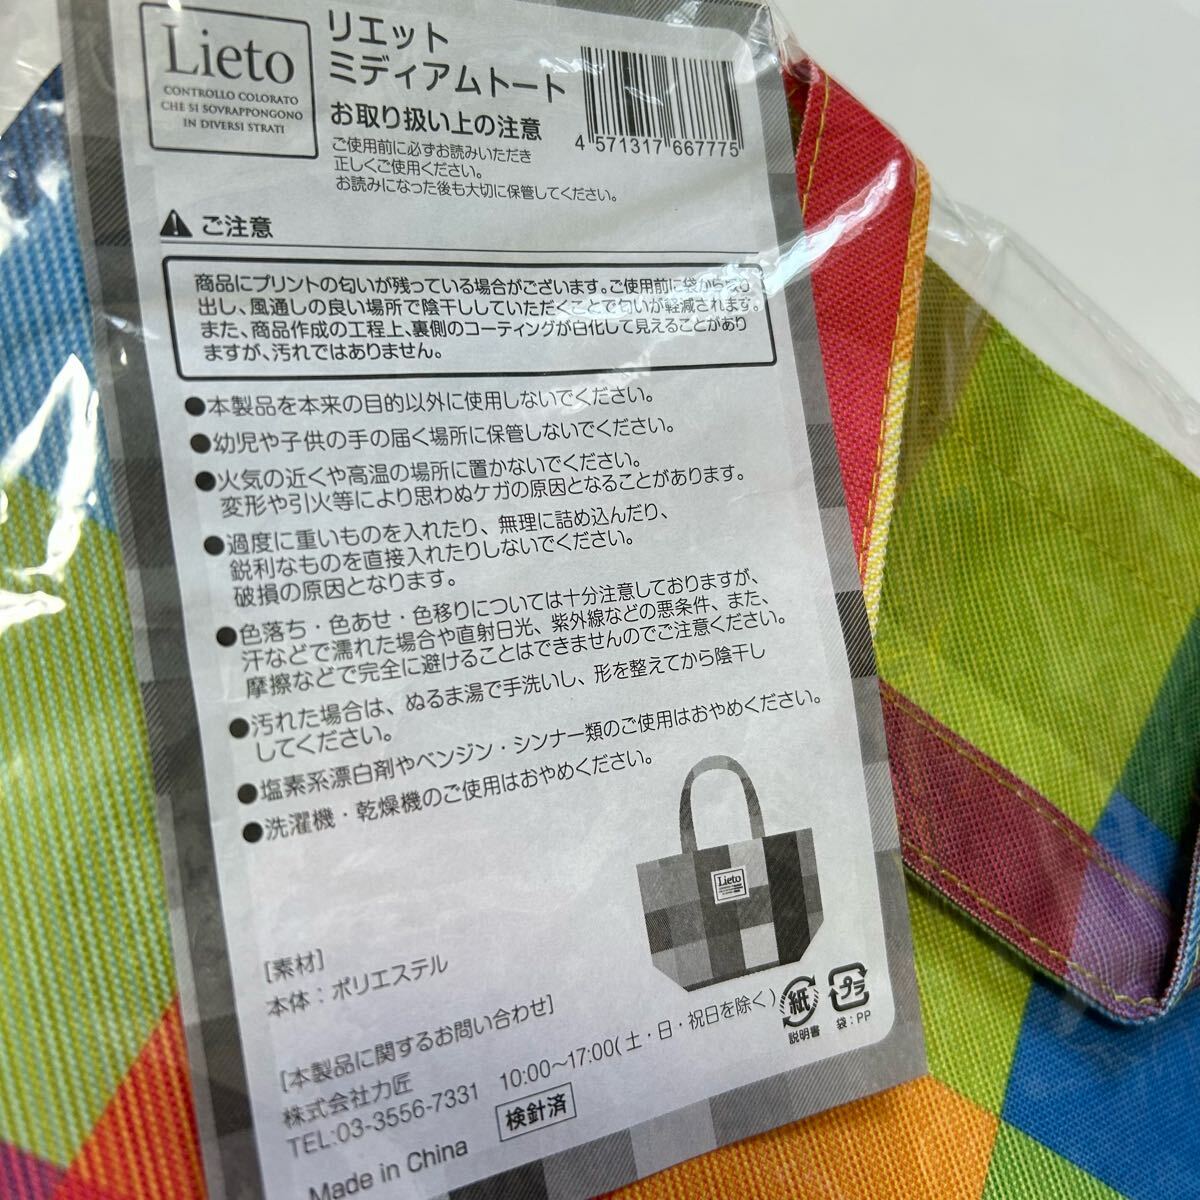 Lieto
CONTROLLO COLORATO
CHE SI SOVRAPPONGONO
IN DIVERSI STRATI
リエット
ミディアムトート
お取り扱い上の注意
ご使用前に必ずお読みいただき
正しくご使用ください。
お読みになった後も大切に保管してください。
4 571317 667775
ご注意
商品にプリントの匂いが残っている場合がございます。ご使用前に袋から取り
出し、風通しの良い場所で陰干ししていただくことで匂いが軽減されます。
また、商品作成の工程上、裏側のコーティングが白化して見えることがあり
ますが、汚れではありません。
●本製品を本来の目的以外に使用しないでください。
●幼児や子供の手の届く場所に保管しないでください。
●火気の近くや高温の場所に置かないでください。
変形や引火等により思わぬケガの原因となることがあります。
●過度に重いものを入れたり、無理に詰め込んだり、
鋭利なものを直接入れたりしないでください。
破損の原因となります。
●色落ち・色あせ・色移りについては十分注意しておりますが、
汗などで濡れた場合や直射日光、紫外線などの悪条件、また、
摩擦などで完全に避けることはできませんのでご注意ください。
●汚れた場合は、ぬるま湯で手洗いし、形を整えてから陰干し
してください。
●塩素系漂白剤やベンジン・シンナー類のご使用はおやめください。
●洗濯機・乾燥機のご使用はおやめください。
Lieto
[素材]
本体：ポリエステル
[本製品に関するお問い合わせ]
株式会社力匠
TEL:03-3556-7331 10:00～17:00(土・日・祝日を除く)
Made in China
検針済
紙
説明書
プラ
袋：PP